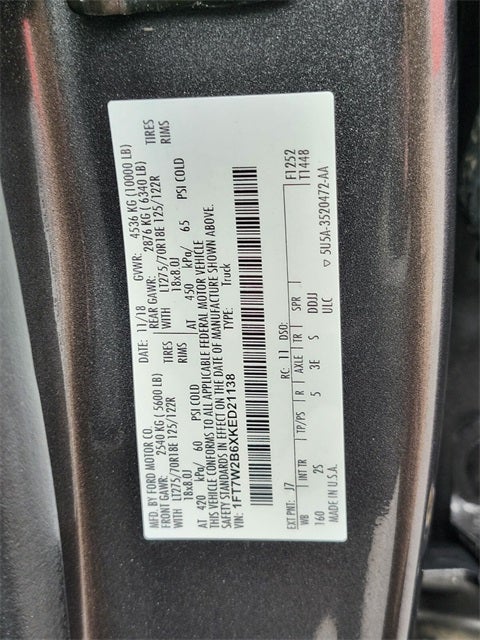 MFD. BY FORD MOTOR CO.
DATE: 11/18 GVWR: 4536 KG (10000 LB)
FRONT GAWR: 2540 KG (5600 LB) REAR GAWR: 2876 KG (6340 LB)
WITH LT275/70R18E 125/122R TIRES WITH LT275/70R18E 125/122R TIRES
18x8.0J RIMS 18x8.0J RIMS
AT 420 kPa/ 60 PSI COLD AT 450 kPa/ 65 PSI COLD
THIS VEHICLE CONFORMS TO ALL APPLICABLE FEDERAL MOTOR VEHICLE
SAFETY STANDARDS IN EFFECT ON THE DATE OF MANUFACTURE SHOWN ABOVE.
VIN: 1FT7W2B6XKED21138 TYPE: Truck
EXT PNT: J7 RC: 11 DSO: F1252
WB INT TR TP/PS R AXLE TR SPR T1448
160 2S 5 3E S DDJJ
MADE IN U.S.A. ULC ▽ 5U5A-3520472-AA